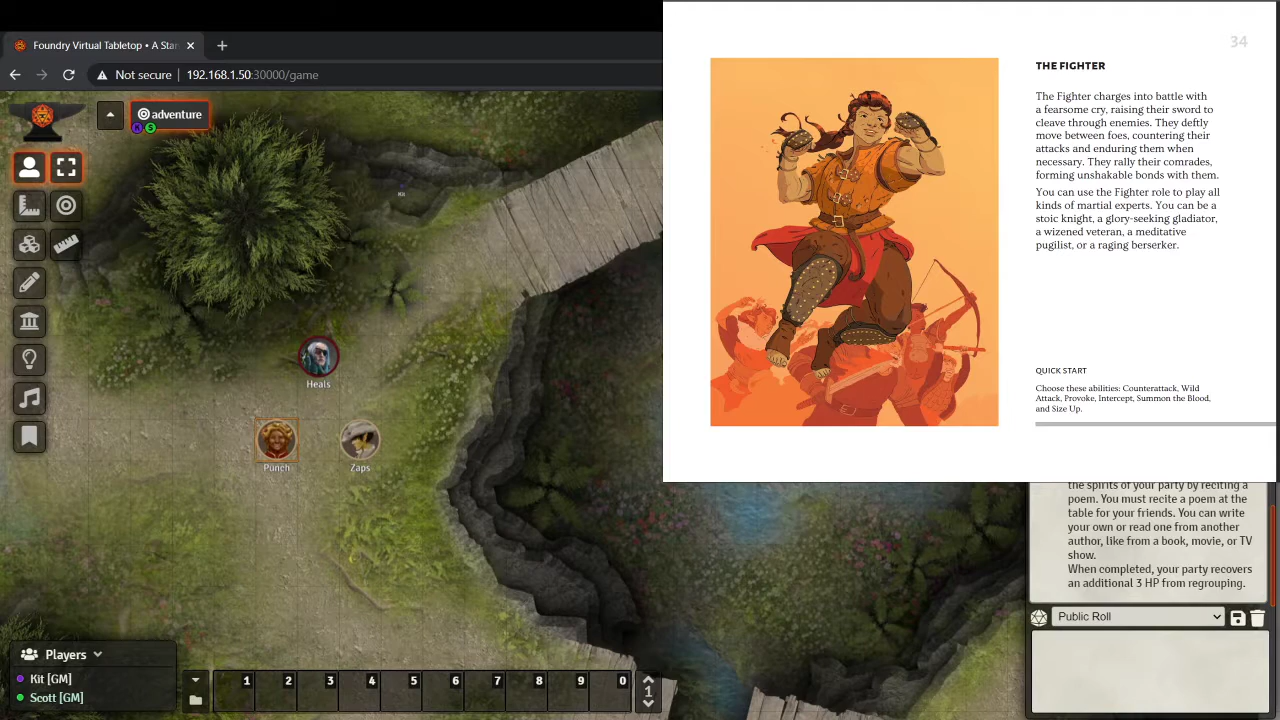 Foundry Virtual Tabletop • A Star
Not secure
192.168.1.50:30000/game
adventure
K S
Heals
Punch
Zaps
Players
Kit [GM]
Scott [GM]
1 2 3 4 5 6 7 8 9 0
1
34
THE FIGHTER
The Fighter charges into battle with
a fearsome cry, raising their sword to
cleave through enemies. They deftly
move between foes, countering their
attacks and enduring them when
necessary. They rally their comrades,
forming unshakable bonds with them.
You can use the Fighter role to play all
kinds of martial experts. You can be a
stoic knight, a glory-seeking gladiator,
a wizened veteran, a meditative
pugilist, or a raging berserker.
QUICK START
Choose these abilities: Counterattack, Wild
Attack, Provoke, Intercept, Summon the Blood,
and Size Up.
the spirits of your party by reciting a
poem. You must recite a poem at the
table for your friends. You can write
your own or read one from another
author, like from a book, movie, or TV
show.
When completed, your party recovers
an additional 3 HP from regrouping.
Public Roll